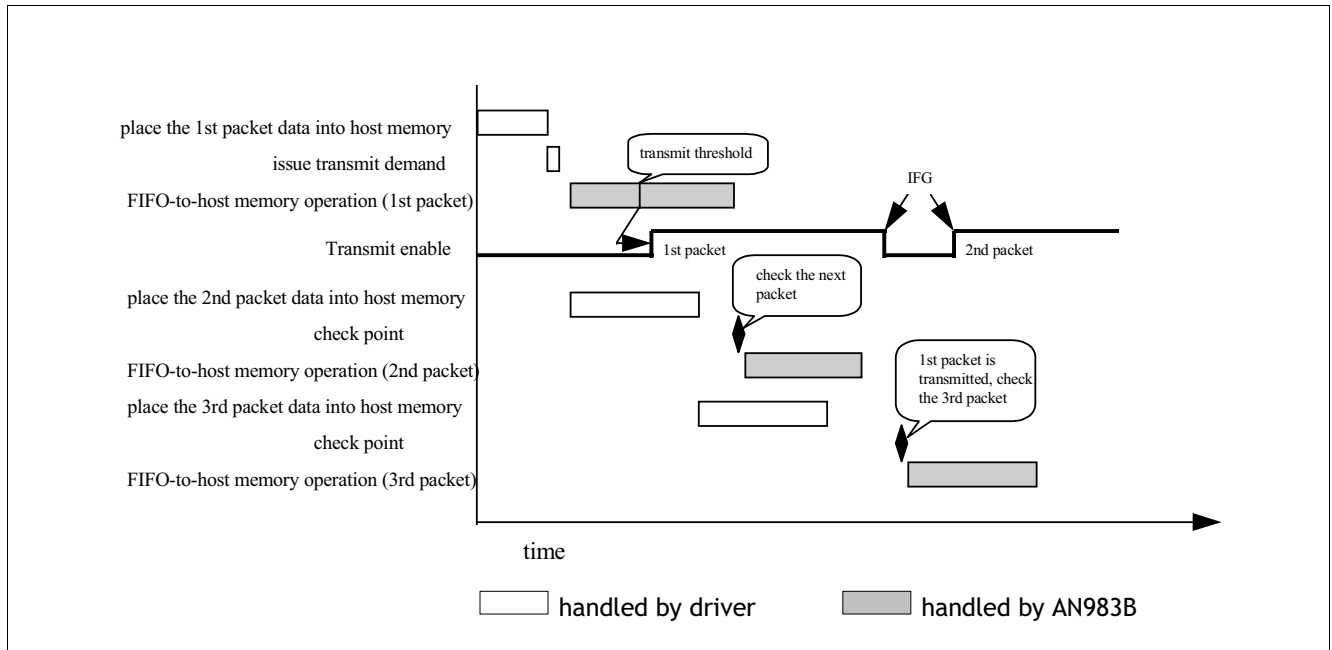 place the 1st packet data into host memory
issue transmit demand
transmit threshold
FIFO-to-host memory operation (1st packet)
IFG
Transmit enable
1st packet
2nd packet
check the next
packet
place the 2nd packet data into host memory
check point
FIFO-to-host memory operation (2nd packet)
1st packet is
transmitted, check
the 3rd packet
place the 3rd packet data into host memory
check point
FIFO-to-host memory operation (3rd packet)
time
handled by driver
handled by AN983B